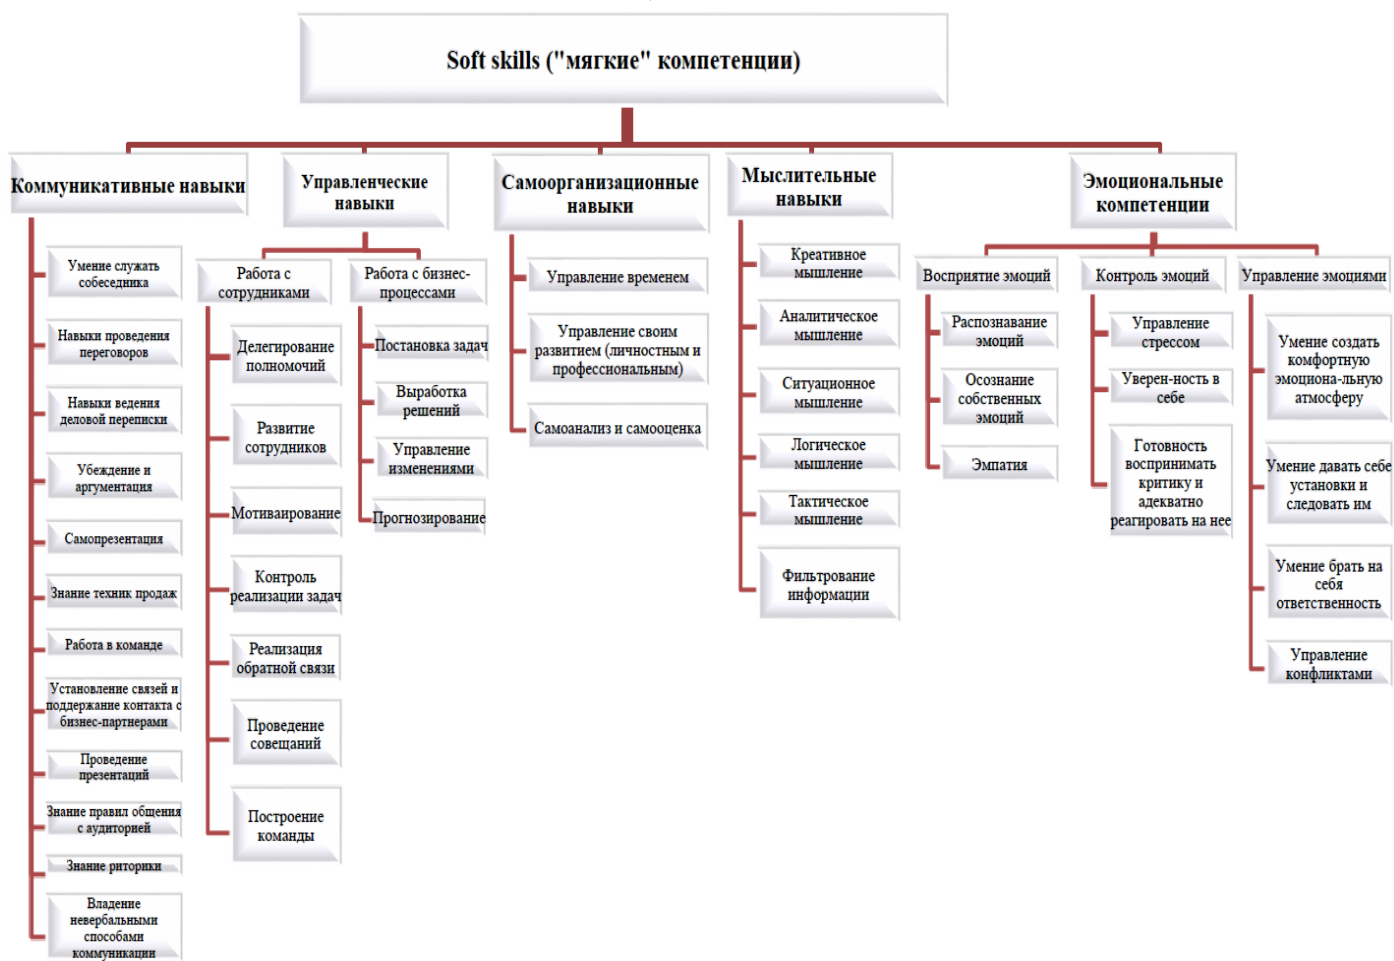 Soft skills ("мягкие" компетенции)
Коммуникативные навыки
Умение служать
собеседника
Навыки проведения
переговоров
Навыки ведения
деловой переписки
Убеждение и
аргументация
Самопрезентация
Знание техник продаж
Работа в команде
Установление связей и
поддержание контакта с
бизнес-партнерами
Проведение
презентаций
Знание правил общения
с аудиторией
Знание риторики
Владение
невербальными
способами
коммуникации
Управленческие
навыки
Работа с
сотрудниками
Делегирование
полномочий
Развитие
сотрудников
Мотиваирование
Контроль
реализации задач
Реализация
обратной связи
Проведение
совещаний
Построение
команды
Работа с бизнес-
процессами
Постановка задач
Выработка
решений
Управление
изменениями
Прогнозирование
Самоорганизационные
навыки
Управление временем
Управление своим
развитием (личностным и
профессиональным)
Самоанализ и самооценка
Мыслительные
навыки
Креативное
мышление
Аналитическое
мышление
Ситуационное
мышление
Логическое
мышление
Тактическое
мышление
Фильтрование
информации
Эмоциональные
компетенции
Восприятие эмоций
Распознавание
эмоций
Осознание
собственных
эмоций
Эмпатия
Контроль эмоций
Управление
стрессом
Уверен-ность в
себе
Готовность
воспринимать
критику и
адекватно
реагировать на нее
Управление эмоциями
Умение создать
комфортную
эмоциона-льную
атмосферу
Умение давать себе
установки и
следовать им
Умение брать на
себя
ответственность
Управление
конфликтами